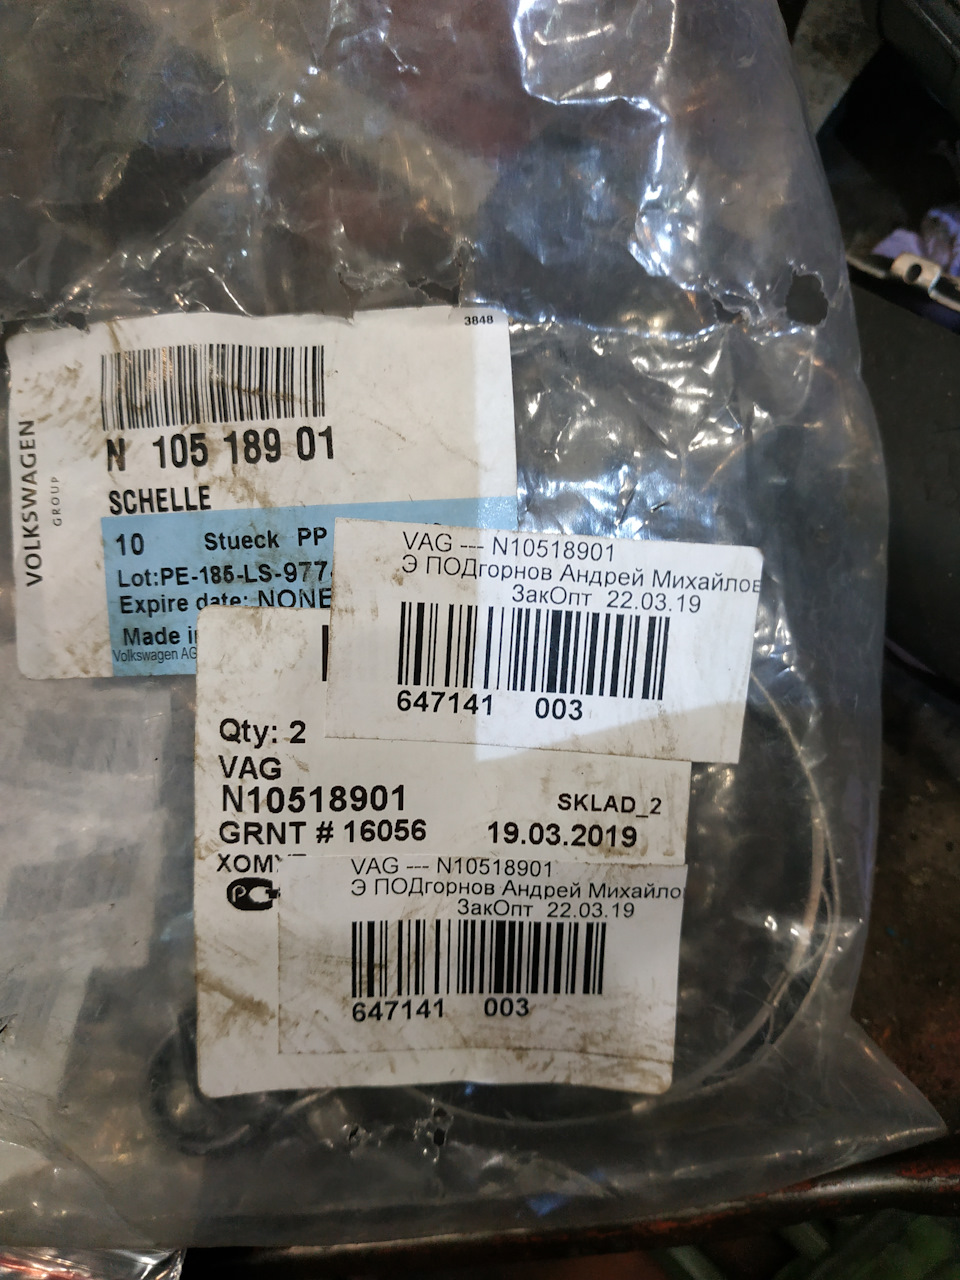 3848
VOLKSWAGEN
GROUP
N 105 189 01
SCHELLE
10 Stueck PP
Lot:PE-185-LS-977
Expire date: NONE
Made
Volkswagen AG
VAG --- N10518901
Э ПОДгорнов Андрей Михайлов
ЗакОпт 22.03.19
647141 003
Qty: 2
VAG
N10518901
SKLAD_2
GRNT # 16056 19.03.2019
VAG --- N10518901
Э ПОДгорнов Андрей Михайло
ЗакОпт 22.03.19
647141 003